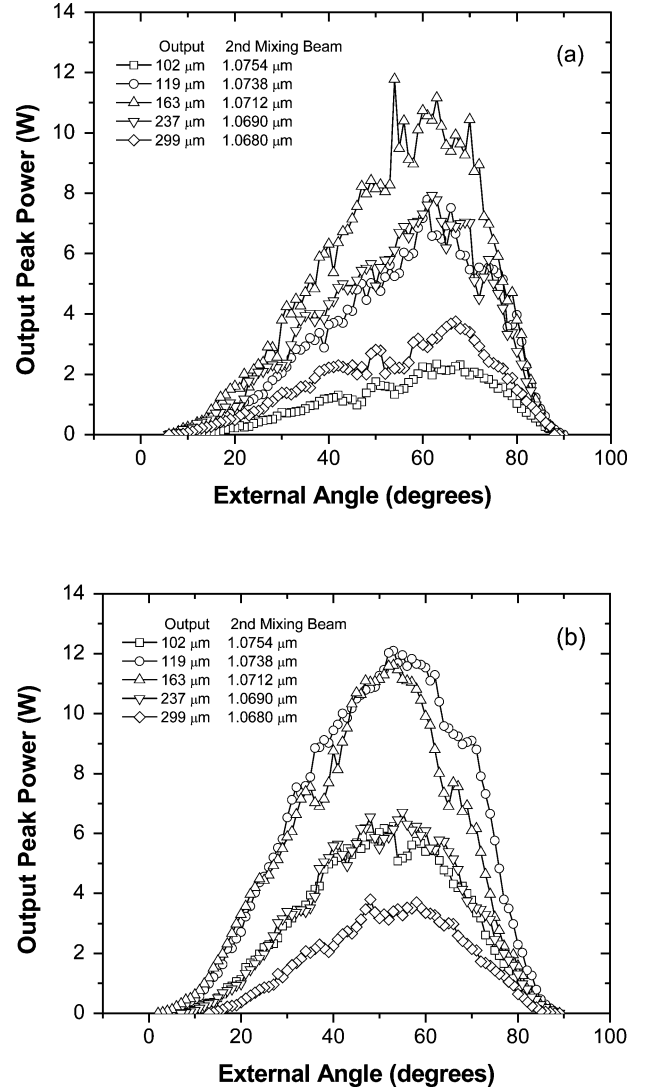 14
12
10
8
6
4
2
0
Output Peak Power (W)
Output 2nd Mixing Beam
102 μm 1.0754 μm
119 μm 1.0738 μm
163 μm 1.0712 μm
237 μm 1.0690 μm
299 μm 1.0680 μm
(a)
0 20 40 60 80 100
External Angle (degrees)
14
12
10
8
6
4
2
0
Output Peak Power (W)
Output 2nd Mixing Beam
102 μm 1.0754 μm
119 μm 1.0738 μm
163 μm 1.0712 μm
237 μm 1.0690 μm
299 μm 1.0680 μm
(b)
0 20 40 60 80 100
External Angle (degrees)